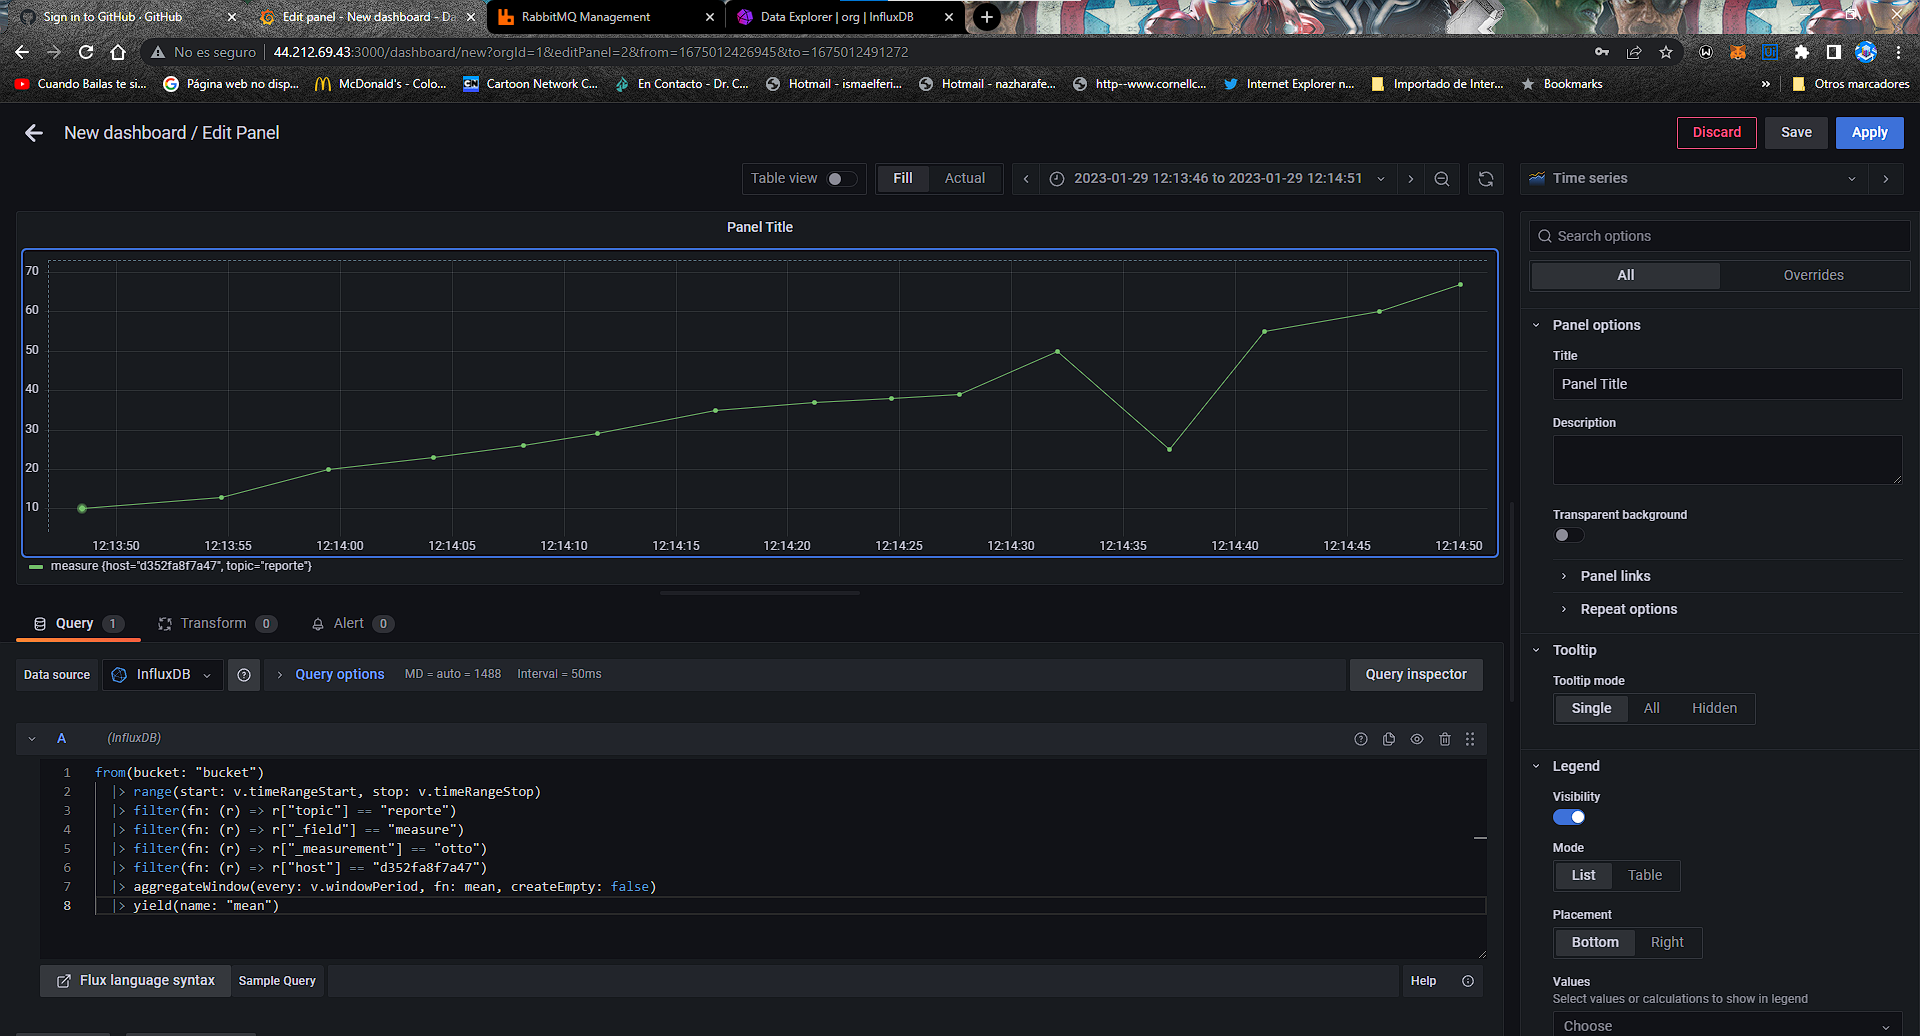 Sign in to GitHub · GitHub
Edit panel - New dashboard - Da
RabbitMQ Management
Data Explorer | org | InfluxDB
No es seguro
44.212.69.43:3000/dashboard/new?orgId=1&editPanel=2&from=1675012426945&to=1675012491272
Cuando Bailas te si...
Página web no disp...
McDonald's - Colo...
Cartoon Network C...
En Contacto - Dr. C...
Hotmail - ismaelferi...
Hotmail - nazharafe...
http--www.cornellc...
Internet Explorer n...
Importado de Inter...
Bookmarks
»
Otros marcadores
New dashboard / Edit Panel
Discard
Save
Apply
Table view
Fill
Actual
2023-01-29 12:13:46 to 2023-01-29 12:14:51
Time series
Panel Title
70
60
50
40
30
20
10
12:13:50
12:13:55
12:14:00
12:14:05
12:14:10
12:14:15
12:14:20
12:14:25
12:14:30
12:14:35
12:14:40
12:14:45
12:14:50
measure {host="d352fa8f7a47", topic="reporte"}
Query 1
Transform 0
Alert 0
Data source
InfluxDB
Query options
MD = auto = 1488
Interval = 50ms
Query inspector
A
(InfluxDB)
1 from(bucket: "bucket")
2 |> range(start: v.timeRangeStart, stop: v.timeRangeStop)
3 |> filter(fn: (r) => r["topic"] == "reporte")
4 |> filter(fn: (r) => r["_field"] == "measure")
5 |> filter(fn: (r) => r["_measurement"] == "otto")
6 |> filter(fn: (r) => r["host"] == "d352fa8f7a47")
7 |> aggregateWindow(every: v.windowPeriod, fn: mean, createEmpty: false)
8 |> yield(name: "mean")
Flux language syntax
Sample Query
Help
Search options
All
Overrides
Panel options
Title
Panel Title
Description
Transparent background
Panel links
Repeat options
Tooltip
Tooltip mode
Single
All
Hidden
Legend
Visibility
Mode
List
Table
Placement
Bottom
Right
Values
Select values or calculations to show in legend
Choose